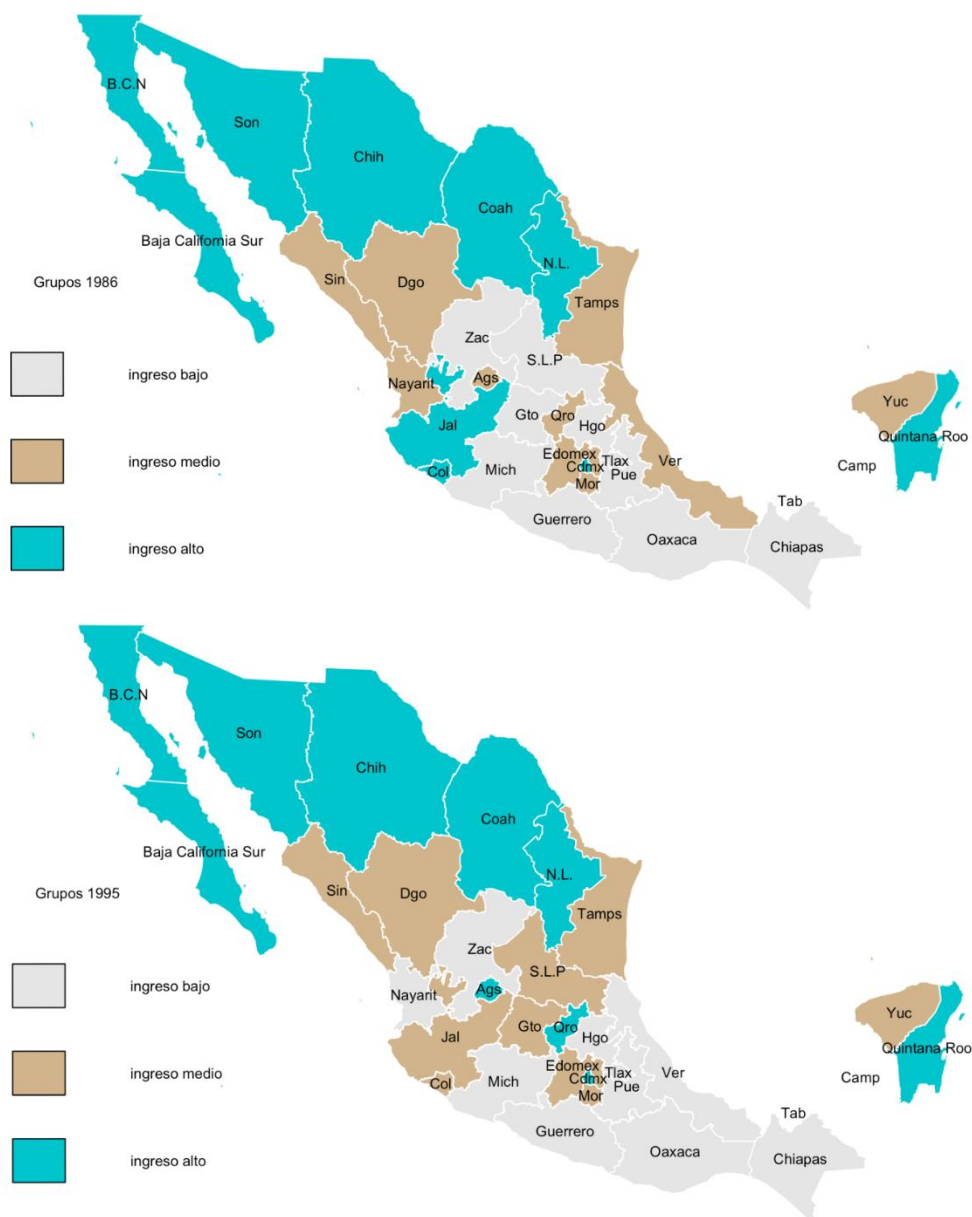 B.C.N
Son
Chih
Coah
Baja California Sur
N.L.
Grupos 1986
Sin
Dgo
Tamps
Zac
S.L.P
ingreso bajo
Nayarit
Ags
Yuc
Gto
Qro
Jal
Hgo
Quintana Roo
Edomex
Tlax
Ver
ingreso medio
Col
Mich
Cdmx
Pue
Camp
Mor
Tab
Guerrero
Oaxaca
Chiapas
ingreso alto
B.C.N
Son
Chih
Coah
Baja California Sur
N.L.
Grupos 1995
Sin
Dgo
Tamps
Zac
S.L.P
ingreso bajo
Nayarit
Ags
Yuc
Gto
Qro
Jal
Hgo
Quintana Roo
Edomex
Tlax
Ver
ingreso medio
Col
Mich
Cdmx
Pue
Camp
Mor
Tab
Guerrero
Oaxaca
Chiapas
ingreso alto